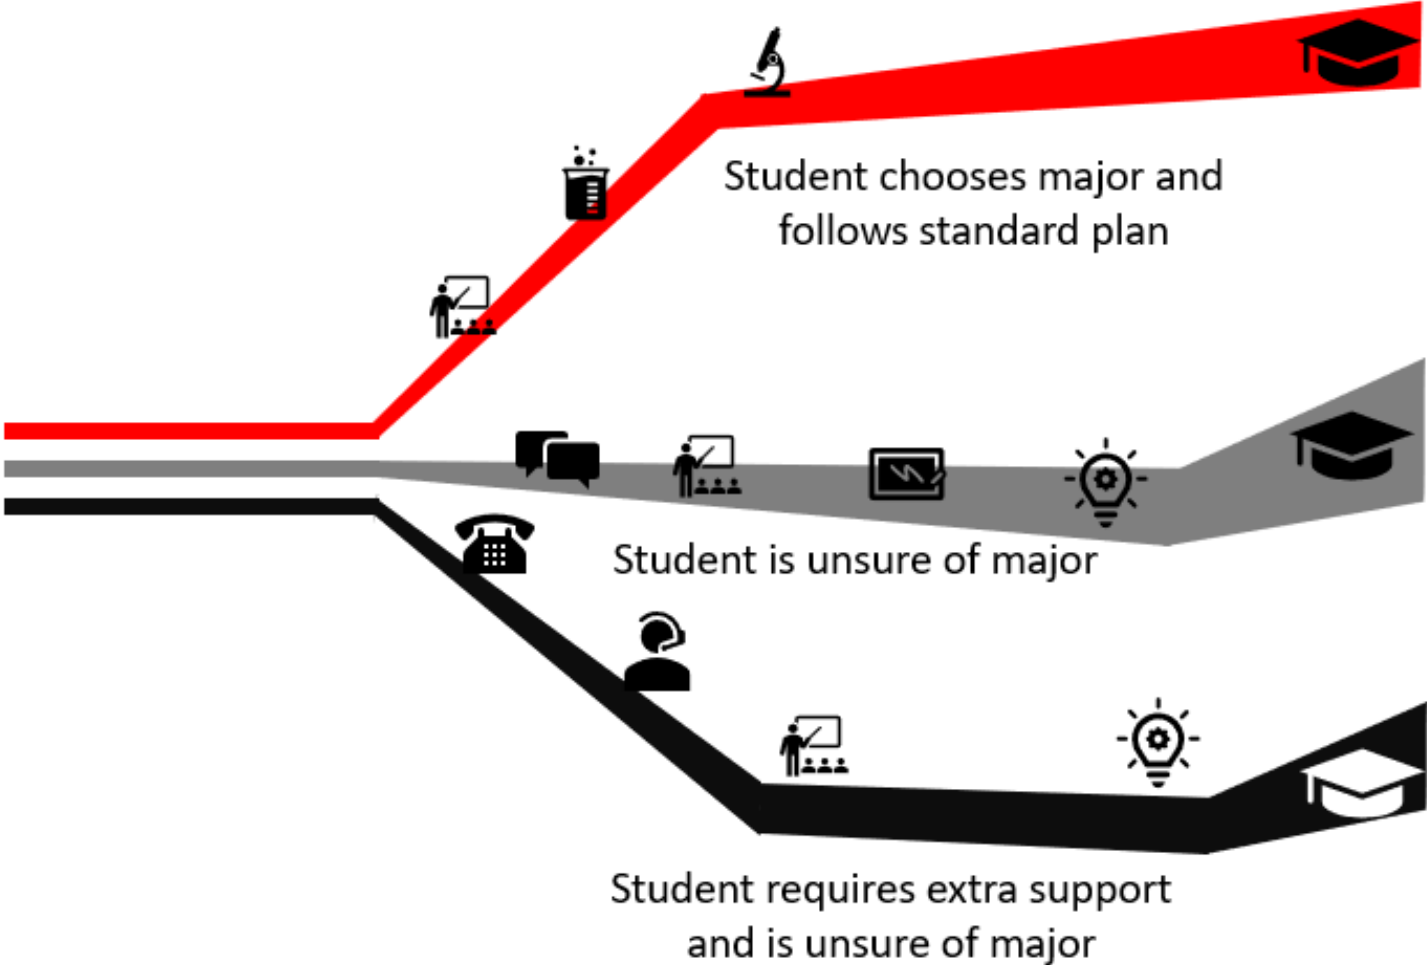 Student chooses major and
follows standard plan
Student is unsure of major
Student requires extra support
and is unsure of major